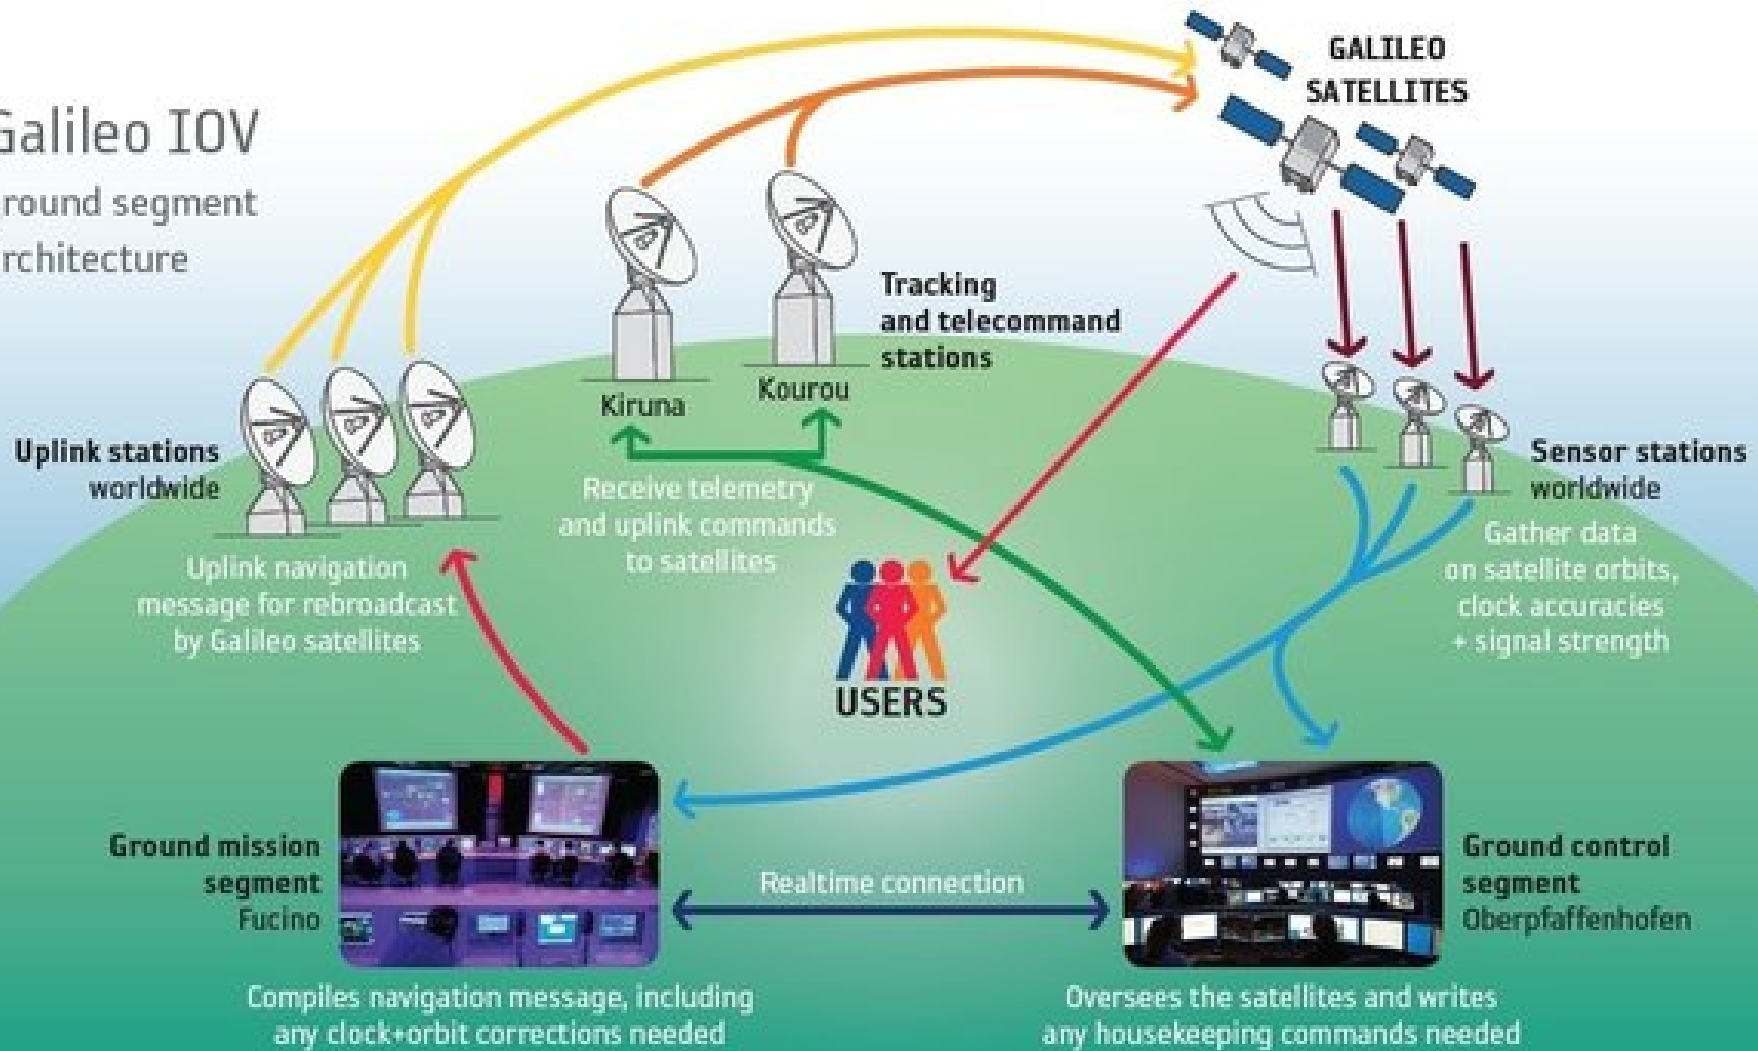 Galileo IOV
round segment
rchitecture
GALILEO
SATELLITES
Tracking
and telecommand
stations
Kiruna
Kourou
Receive telemetry
and uplink commands
to satellites
Uplink stations
worldwide
Uplink navigation
message for rebroadcast
by Galileo satellites
Sensor stations
worldwide
Gather data
on satellite orbits,
clock accuracies
+ signal strength
USERS
Ground mission
segment
Fucino
Realtime connection
Ground control
segment
Oberpfaffenhofen
Compiles navigation message, including
any clock+orbit corrections needed
Oversees the satellites and writes
any housekeeping commands needed